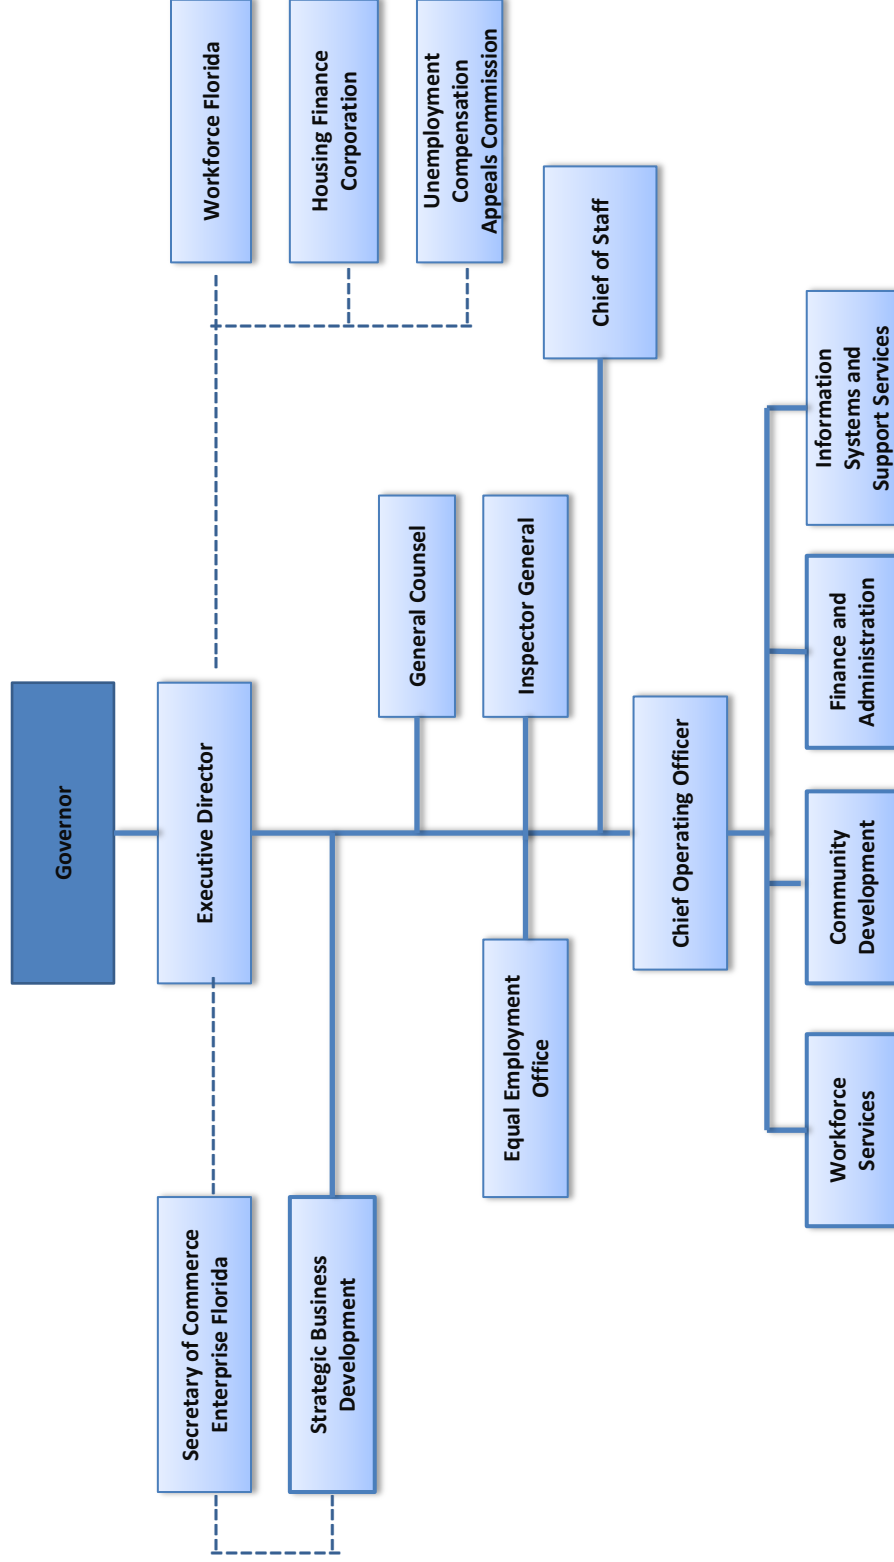 Governor
Secretary of Commerce
Enterprise Florida
Executive Director
Workforce Florida
Strategic Business
Development
Housing Finance
Corporation
General Counsel
Unemployment
Compensation
Appeals Commission
Equal Employment
Office
Inspector General
Chief of Staff
Chief Operating Officer
Workforce
Services
Community
Development
Finance and
Administration
Information
Systems and
Support Services